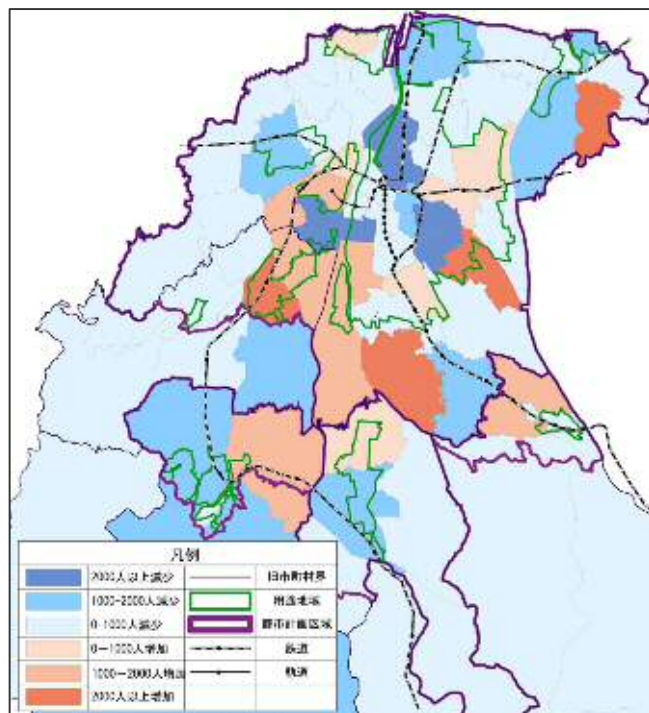 凡例
2000人以上減少
旧市町村界
1000-2000人減少
用途地域
0-1000人減少
都市計画区域
0-1000人増加
鉄道
1000-2000人増加
軌道
2000人以上増加